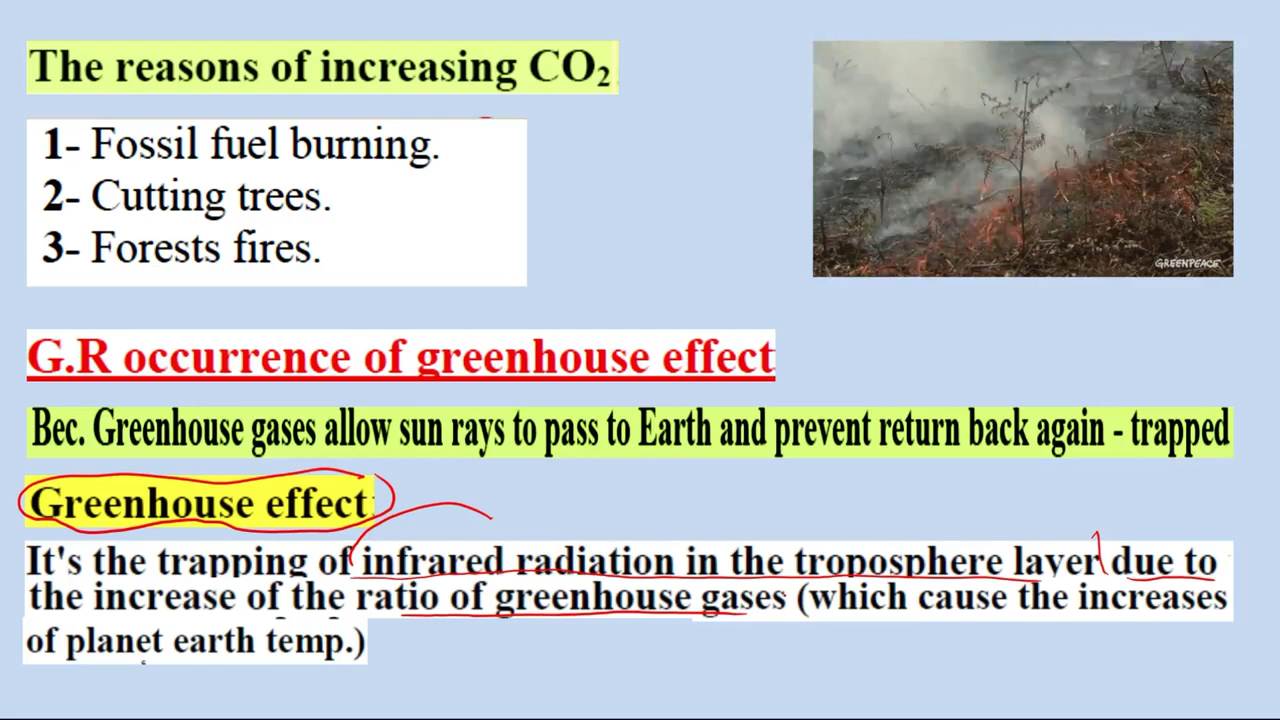 The reasons of increasing CO₂
1- Fossil fuel burning.
2- Cutting trees.
3- Forests fires.
GREENPEACE
G.R occurrence of greenhouse effect
Bec. Greenhouse gases allow sun rays to pass to Earth and prevent return back again - trapped
Greenhouse effect:
It's the trapping of infrared radiation in the troposphere layer due to
the increase of the ratio of greenhouse gases (which cause the increases
of planet earth temp.)